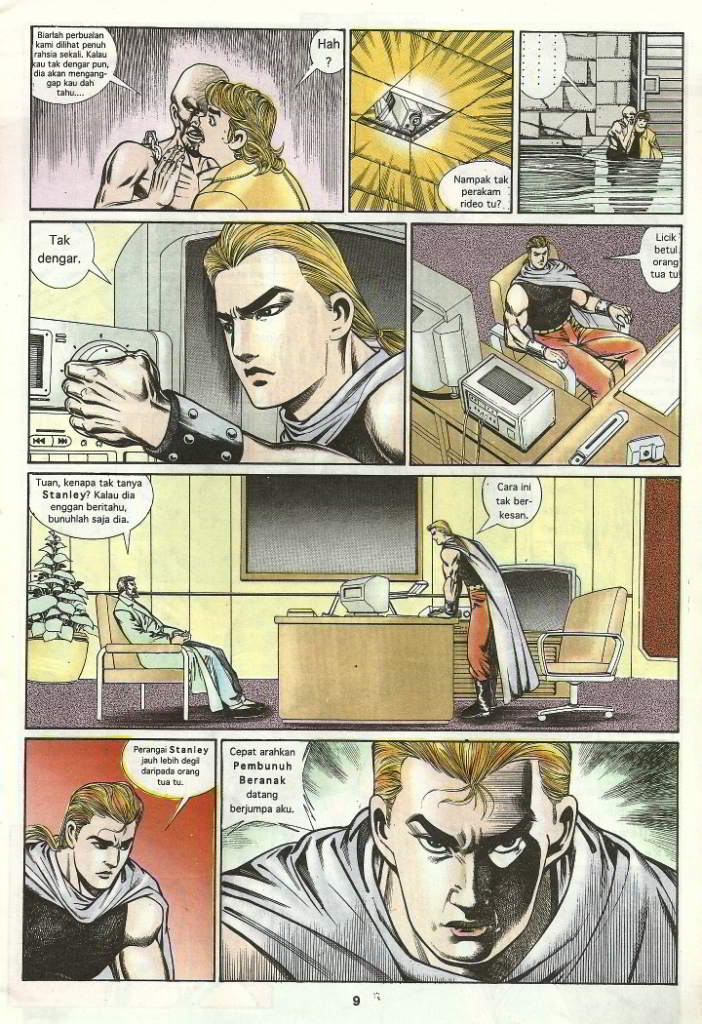 Biarlah perbualan
kami dilihat penuh
rahsia sekali. Kalau
kau tak dengar pun,
dia akan mengang-
gap kau dah
tahu....
Hah
?
Nampak tak
perakam
rideo tu?
Tak
dengar.
Licik
betul
orang
tua tu
Tuan, kenapa tak tanya
Stanley? Kalau dia
enggan beritahu,
bunuhlah saja dia.
Cara ini
tak ber-
kesan.
Perangai Stanley
jauh lebih degil
daripada orang
tua tu.
Cepat arahkan
Pembunuh
Beranak
datang
berjumpa aku.
9